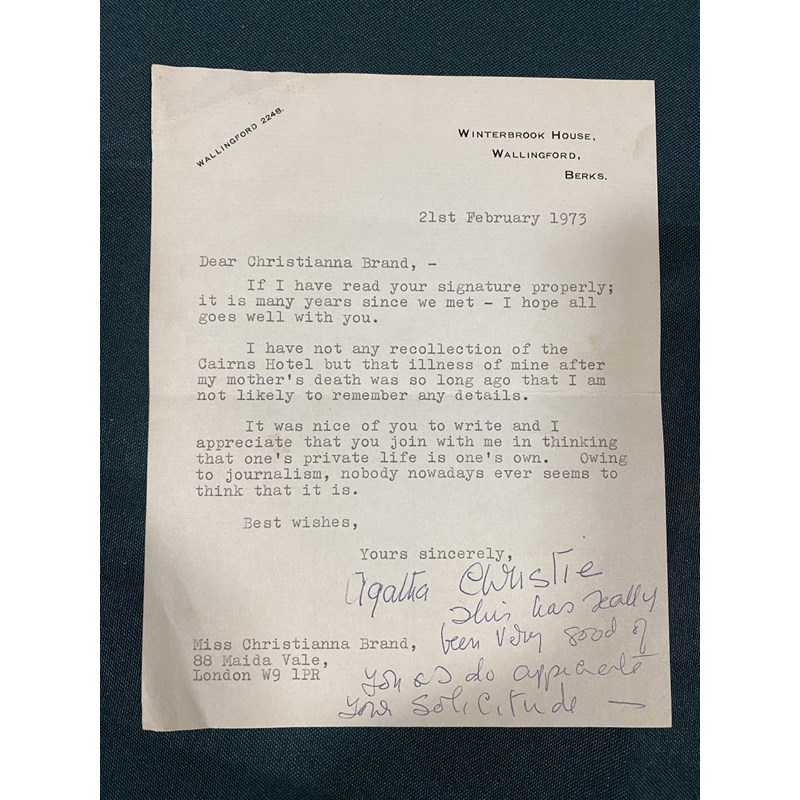 WALLINGFORD 2248.
WINTERBROOK HOUSE,
WALLINGFORD,
BERKS.
21st February 1973
Dear Christianna Brand, -
If I have read your signature properly;
it is many years since we met - I hope all
goes well with you.
I have not any recollection of the
Cairns Hotel but that illness of mine after
my mother's death was so long ago that I am
not likely to remember any details.
It was nice of you to write and I
appreciate that you join with me in thinking
that one's private life is one's own. Owing
to journalism, nobody nowadays ever seems to
think that it is.
Best wishes,
Yours sincerely,
Agatha Christie
This has really
been very good of
you do appreciate
your solicitude —
Miss Christianna Brand,
88 Maida Vale,
London W9 1PR